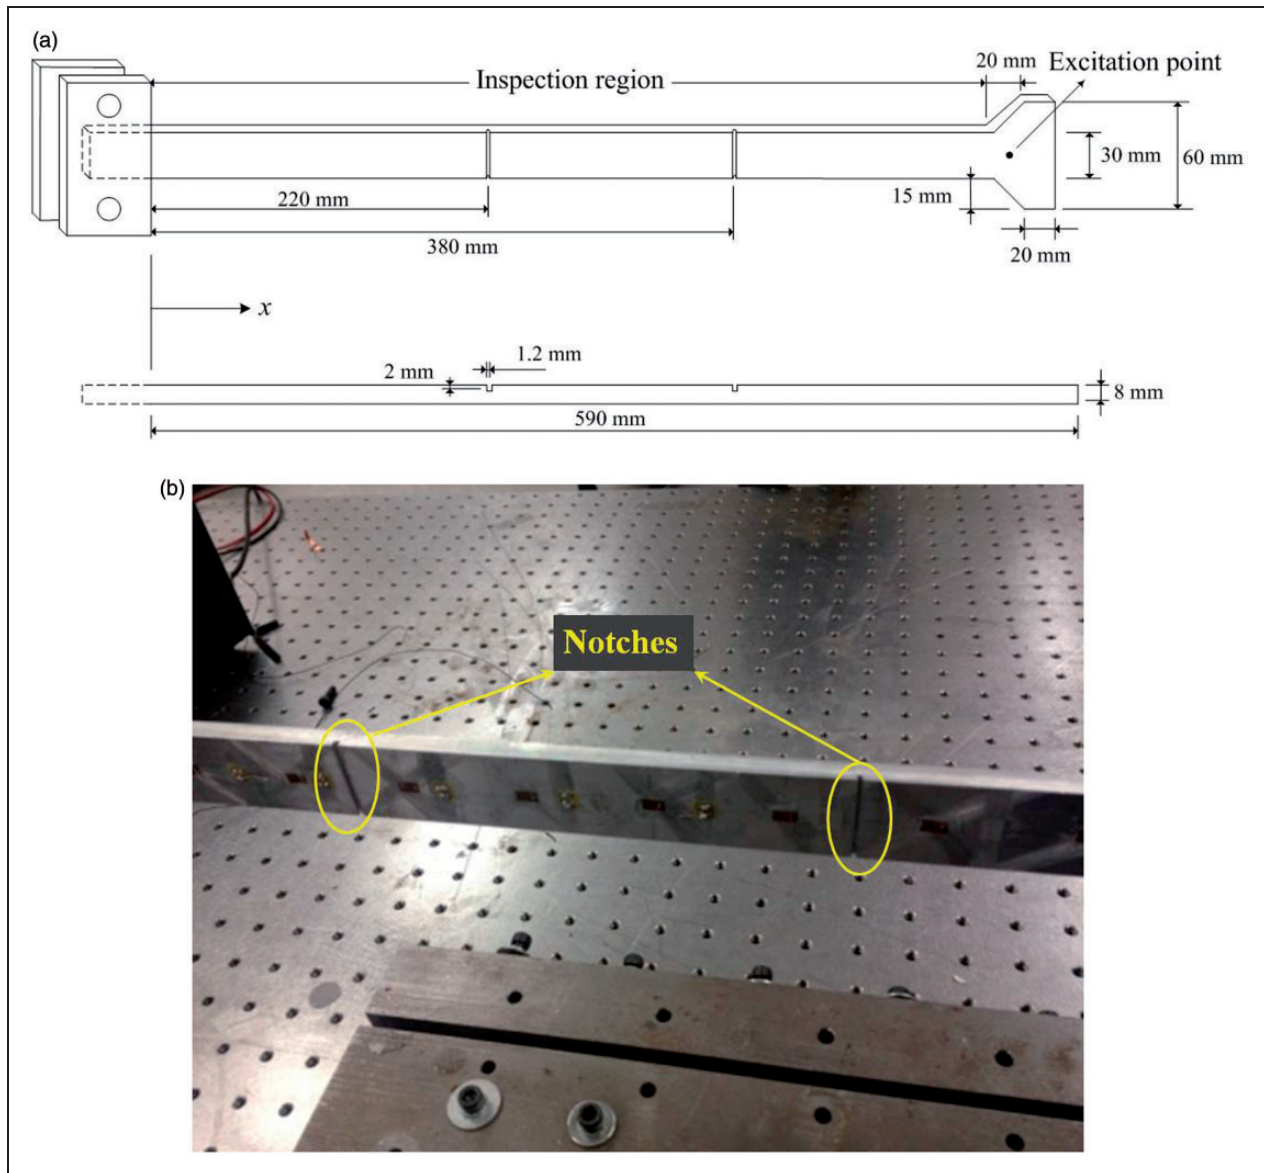 (a)
20 mm
Excitation point
Inspection region
30 mm
60 mm
220 mm
15 mm
380 mm
20 mm
x
1.2 mm
2 mm
8 mm
590 mm
(b)
Notches